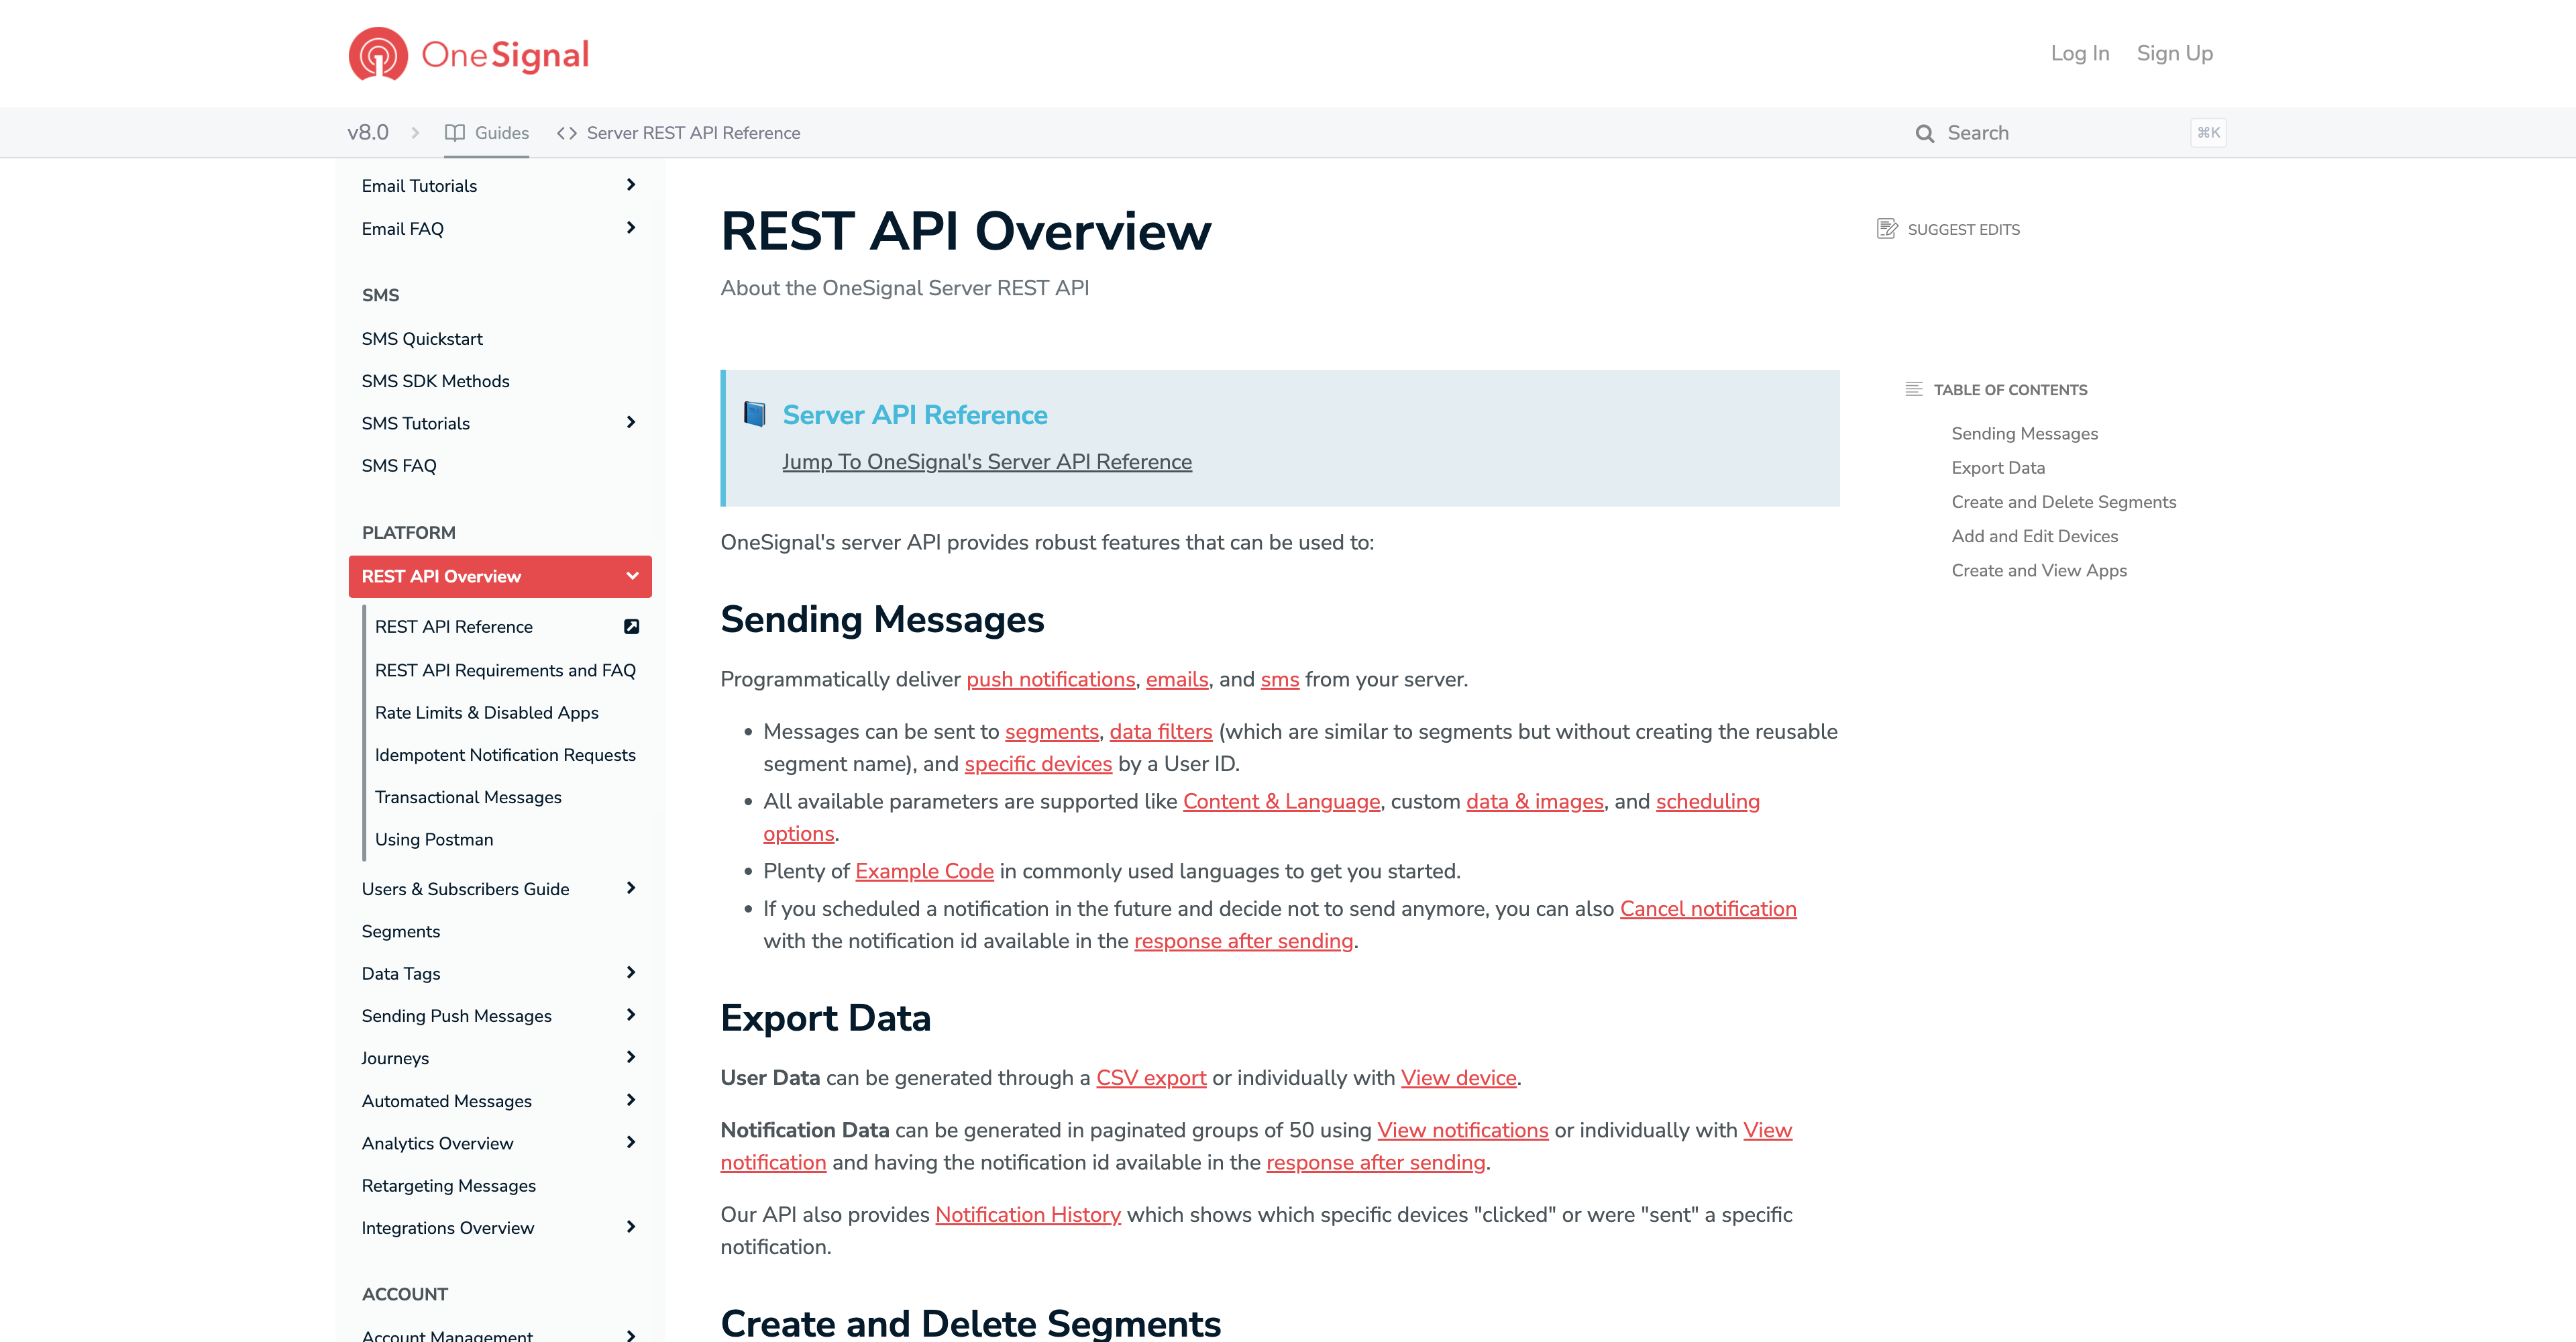 OneSignal
Log In
Sign Up
v8.0
Guides
Server REST API Reference
Search
⌘K
Email Tutorials
Email FAQ
SMS
SMS Quickstart
SMS SDK Methods
SMS Tutorials
SMS FAQ
PLATFORM
REST API Overview
REST API Reference
REST API Requirements and FAQ
Rate Limits & Disabled Apps
Idempotent Notification Requests
Transactional Messages
Using Postman
Users & Subscribers Guide
Segments
Data Tags
Sending Push Messages
Journeys
Automated Messages
Analytics Overview
Retargeting Messages
Integrations Overview
ACCOUNT
Account Management
REST API Overview
About the OneSignal Server REST API
Server API Reference
Jump To OneSignal's Server API Reference
OneSignal's server API provides robust features that can be used to:
Sending Messages
Programmatically deliver push notifications, emails, and sms from your server.
Messages can be sent to segments, data filters (which are similar to segments but without creating the reusable
segment name), and specific devices by a User ID.
All available parameters are supported like Content & Language, custom data & images, and scheduling
options.
Plenty of Example Code in commonly used languages to get you started.
If you scheduled a notification in the future and decide not to send anymore, you can also Cancel notification
with the notification id available in the response after sending.
Export Data
User Data can be generated through a CSV export or individually with View device.
Notification Data can be generated in paginated groups of 50 using View notifications or individually with View
notification and having the notification id available in the response after sending.
Our API also provides Notification History which shows which specific devices "clicked" or were "sent" a specific
notification.
Create and Delete Segments
SUGGEST EDITS
TABLE OF CONTENTS
Sending Messages
Export Data
Create and Delete Segments
Add and Edit Devices
Create and View Apps